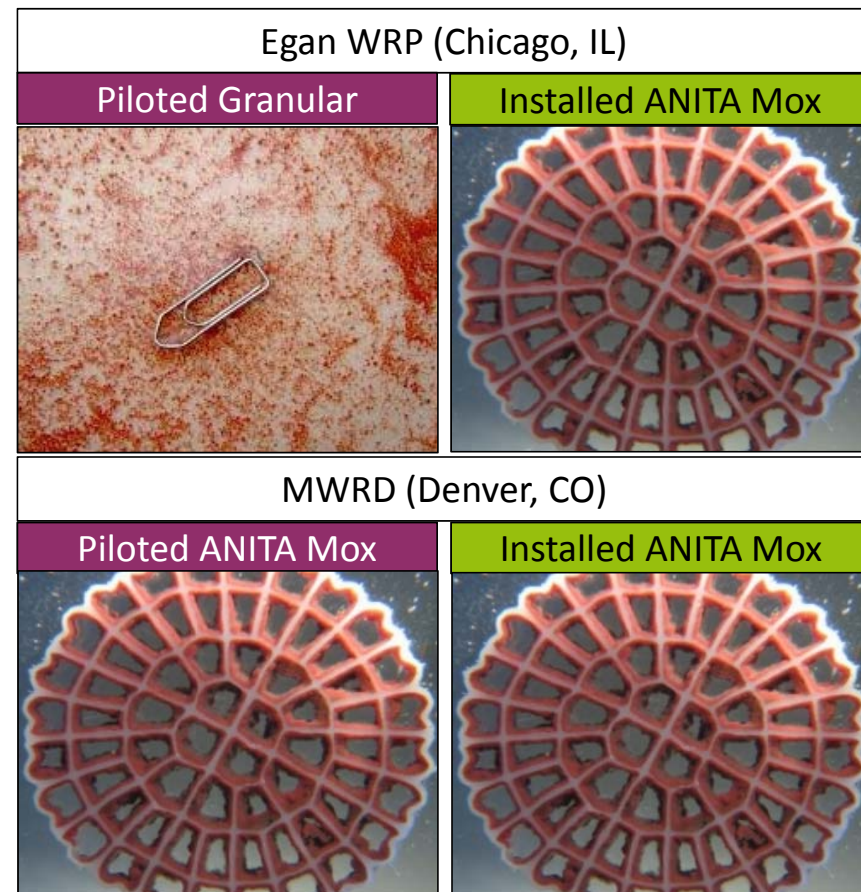 Egan WRP (Chicago, IL)
Piloted Granular
Installed ANITA Mox
MWRD (Denver, CO)
Piloted ANITA Mox
Installed ANITA Mox